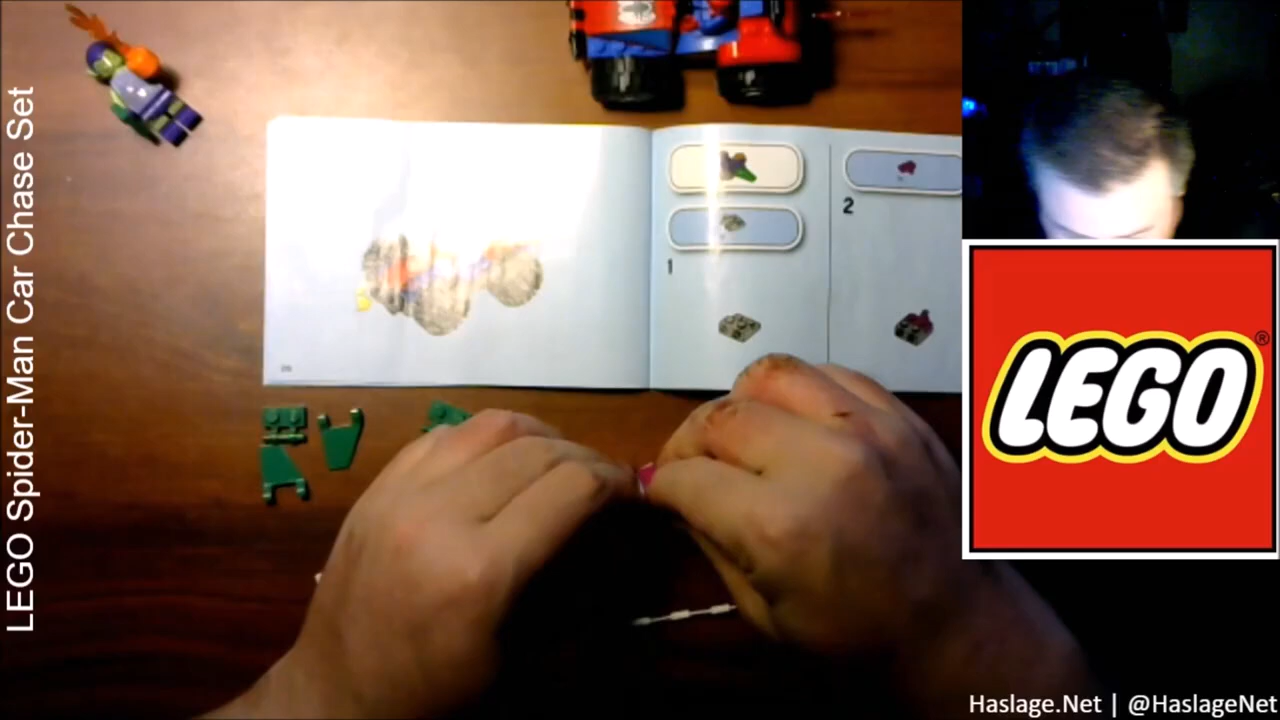 LEGO Spider-Man Car Chase Set
1
2
LEGO®
Haslage.Net | @HaslageNet